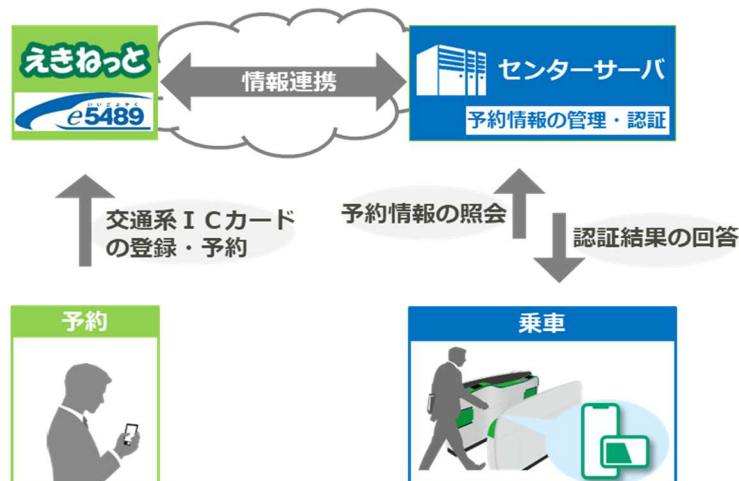 えきねっと
いいごよやく
e5489
情報連携
センターサーバ
予約情報の管理・認証
交通系ＩＣカード
の登録・予約
予約情報の照会
認証結果の回答
予約
乗車